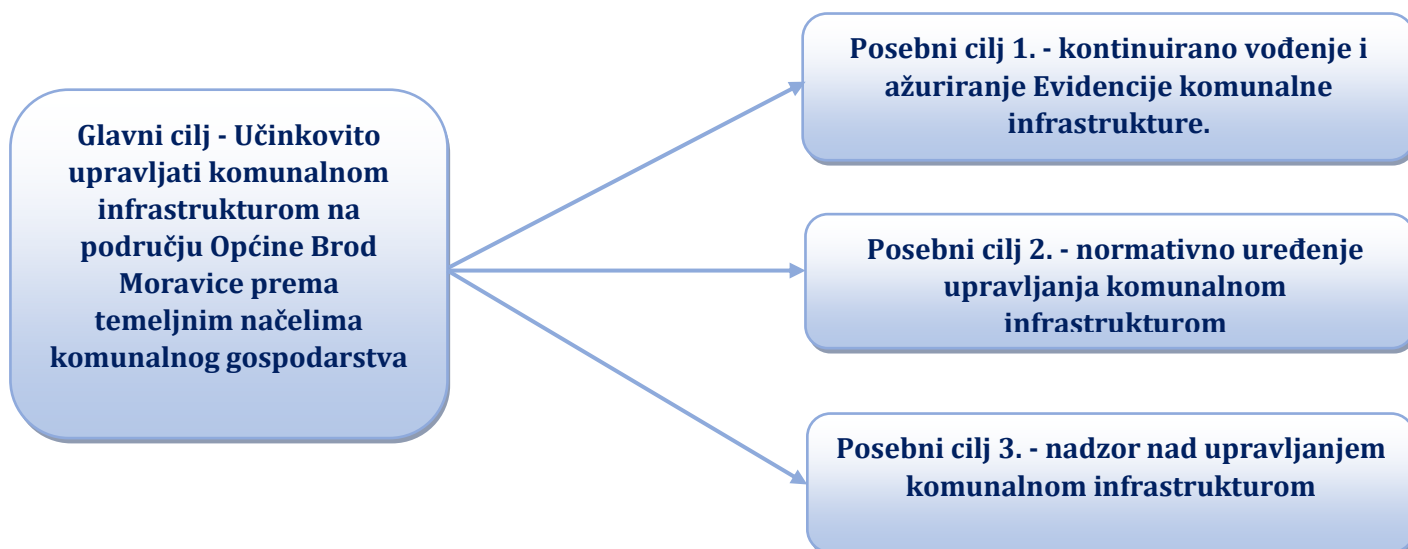 Glavni cilj - Učinkovito
upravljati komunalnom
infrastrukturom na
području Općine Brod
Moravice prema
temeljnim načelima
komunalnog gospodarstva
Posebni cilj 1. - kontinuirano vođenje i
ažuriranje Evidencije komunalne
infrastrukture.
Posebni cilj 2. - normativno uređenje
upravljanja komunalnom
infrastrukturom
Posebni cilj 3. - nadzor nad upravljanjem
komunalnom infrastrukturom